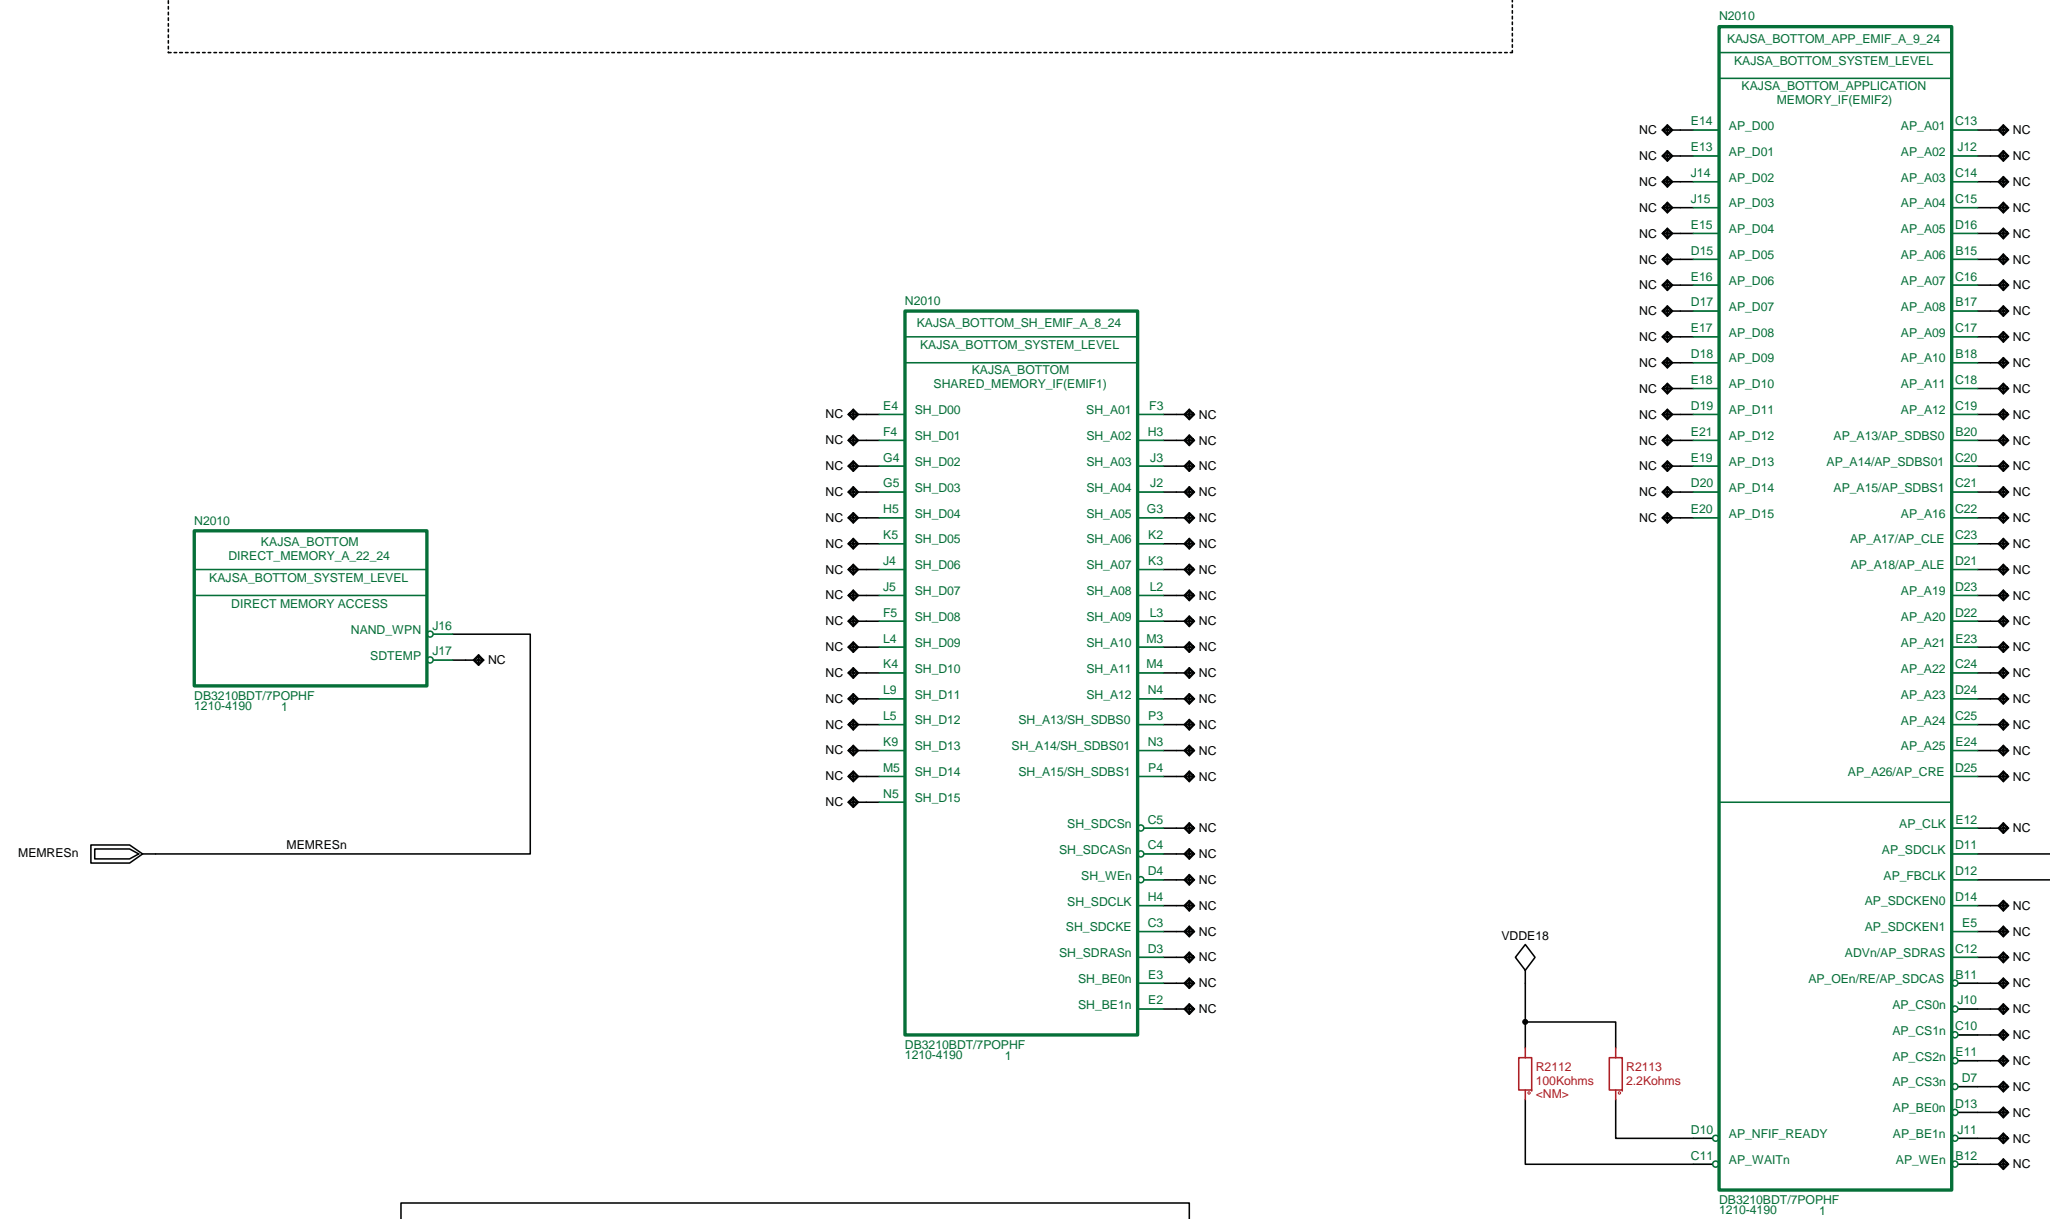 N2010
KAJSA_BOTTOM
DIRECT_MEMORY_A_22_24
KAJSA_BOTTOM_SYSTEM_LEVEL
DIRECT MEMORY ACCESS
NAND_WPN J16
SDTEMP J17 NC
DB3210BDT/7POPHF
1210-4190 1
MEMRESn MEMRESn
N2010
KAJSA_BOTTOM_SH_EMIF_A_8_24
KAJSA_BOTTOM_SYSTEM_LEVEL
KAJSA_BOTTOM
SHARED_MEMORY_IF(EMIF1)
NC E4 SH_D00 SH_A01 F3 NC
NC F4 SH_D01 SH_A02 H3 NC
NC G4 SH_D02 SH_A03 J3 NC
NC G5 SH_D03 SH_A04 J2 NC
NC H5 SH_D04 SH_A05 G3 NC
NC K5 SH_D05 SH_A06 K2 NC
NC J4 SH_D06 SH_A07 K3 NC
NC J5 SH_D07 SH_A08 L2 NC
NC F5 SH_D08 SH_A09 L3 NC
NC L4 SH_D09 SH_A10 M3 NC
NC K4 SH_D10 SH_A11 M4 NC
NC L9 SH_D11 SH_A12 N4 NC
NC L5 SH_D12 SH_A13/SH_SDBS0 P3 NC
NC K9 SH_D13 SH_A14/SH_SDBS01 N3 NC
NC M5 SH_D14 SH_A15/SH_SDBS1 P4 NC
NC N5 SH_D15
SH_SDCSn C5 NC
SH_SDCASn C4 NC
SH_WEn D4 NC
SH_SDCLK H4 NC
SH_SDCKE C3 NC
SH_SDRASn D3 NC
SH_BE0n E3 NC
SH_BE1n E2 NC
DB3210BDT/7POPHF
1210-4190 1
N2010
KAJSA_BOTTOM_APP_EMIF_A_9_24
KAJSA_BOTTOM_SYSTEM_LEVEL
KAJSA_BOTTOM_APPLICATION
MEMORY_IF(EMIF2)
NC E14 AP_D00 AP_A01 C13 NC
NC E13 AP_D01 AP_A02 J12 NC
NC J14 AP_D02 AP_A03 C14 NC
NC J15 AP_D03 AP_A04 C15 NC
NC E15 AP_D04 AP_A05 D16 NC
NC D15 AP_D05 AP_A06 B15 NC
NC E16 AP_D06 AP_A07 C16 NC
NC D17 AP_D07 AP_A08 B17 NC
NC E17 AP_D08 AP_A09 C17 NC
NC D18 AP_D09 AP_A10 B18 NC
NC E18 AP_D10 AP_A11 C18 NC
NC D19 AP_D11 AP_A12 C19 NC
NC E21 AP_D12 AP_A13/AP_SDBS0 B20 NC
NC E19 AP_D13 AP_A14/AP_SDBS01 C20 NC
NC D20 AP_D14 AP_A15/AP_SDBS1 C21 NC
NC E20 AP_D15 AP_A16 C22 NC
AP_A17/AP_CLE C23 NC
AP_A18/AP_ALE D21 NC
AP_A19 D23 NC
AP_A20 D22 NC
AP_A21 E23 NC
AP_A22 C24 NC
AP_A23 D24 NC
AP_A24 C25 NC
AP_A25 E24 NC
AP_A26/AP_CRE D25 NC
AP_CLK E12 NC
AP_SDCLK D11
AP_FBCLK D12
AP_SDCKEN0 D14 NC
AP_SDCKEN1 E5 NC
ADVn/AP_SDRAS C12 NC
AP_OEn/RE/AP_SDCAS B11 NC
AP_CS0n J10 NC
AP_CS1n C10 NC
AP_CS2n E11 NC
AP_CS3n D7 NC
AP_BE0n D13 NC
D10 AP_NFIF_READY AP_BE1n J11 NC
C11 AP_WAITn AP_WEn B12 NC
DB3210BDT/7POPHF
1210-4190 1
VDDE18
R2112
100Kohms
<NM>
R2113
2.2Kohms